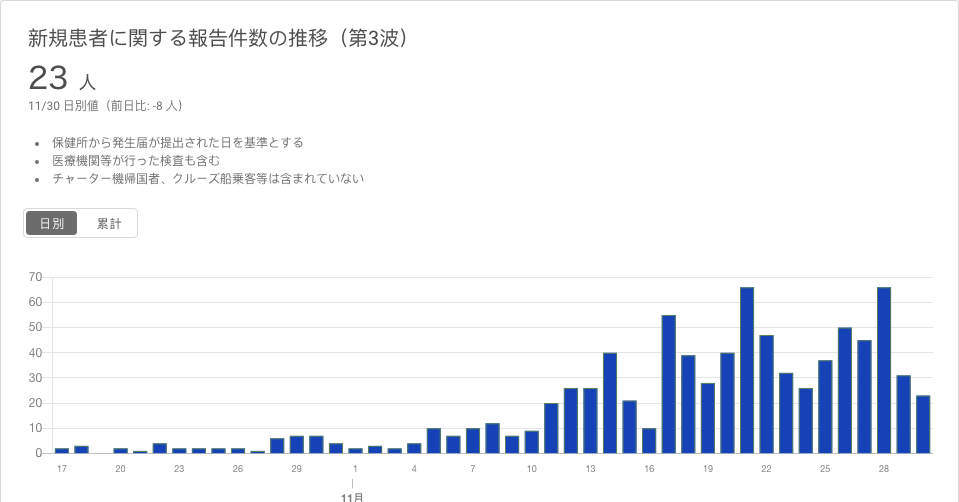 新規患者に関する報告件数の推移（第3波）
23 人
11/30 日別値（前日比: -8 人）
保健所から発生届が提出された日を基準とする
医療機関等が行った検査も含む
チャーター機帰国者、クルーズ船乗客等は含まれていない
日別 累計
70
60
50
40
30
20
10
0
17 20 23 26 29 1 4 7 10 13 16 19 22 25 28
11月